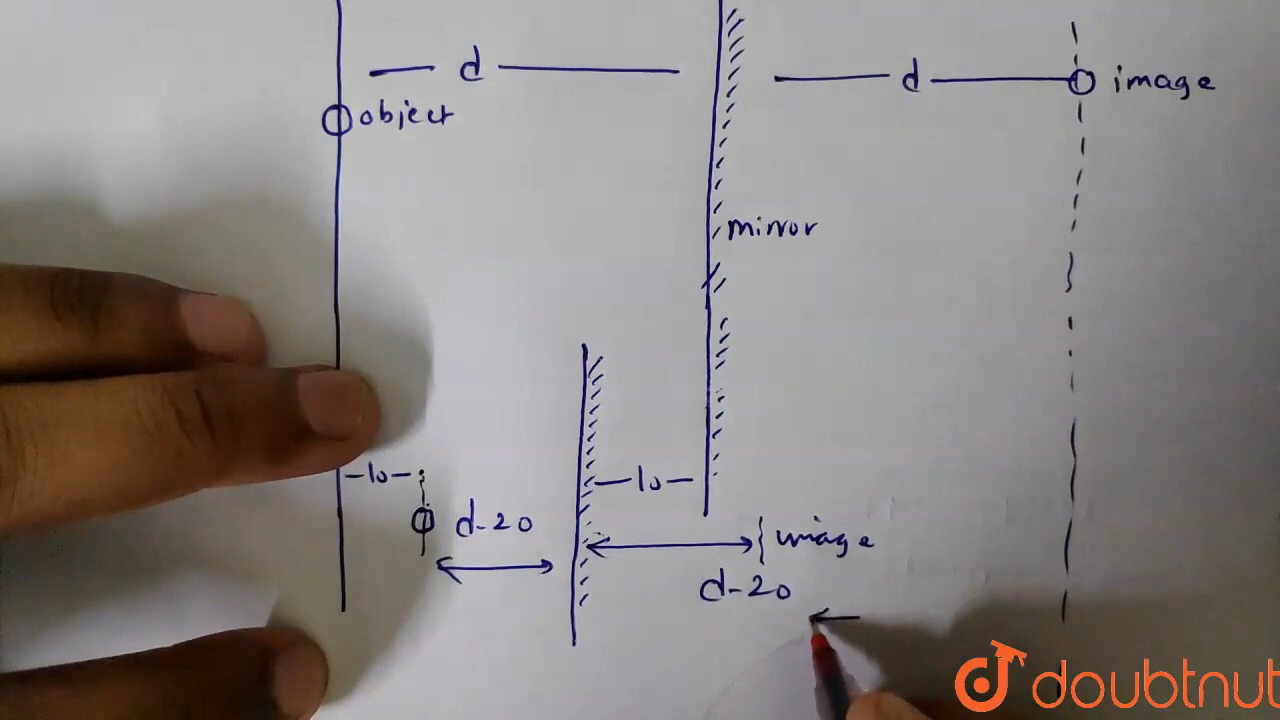 d
d
image
object
mirror
-10-
-10-
d-20
image
d-20
doubtnut